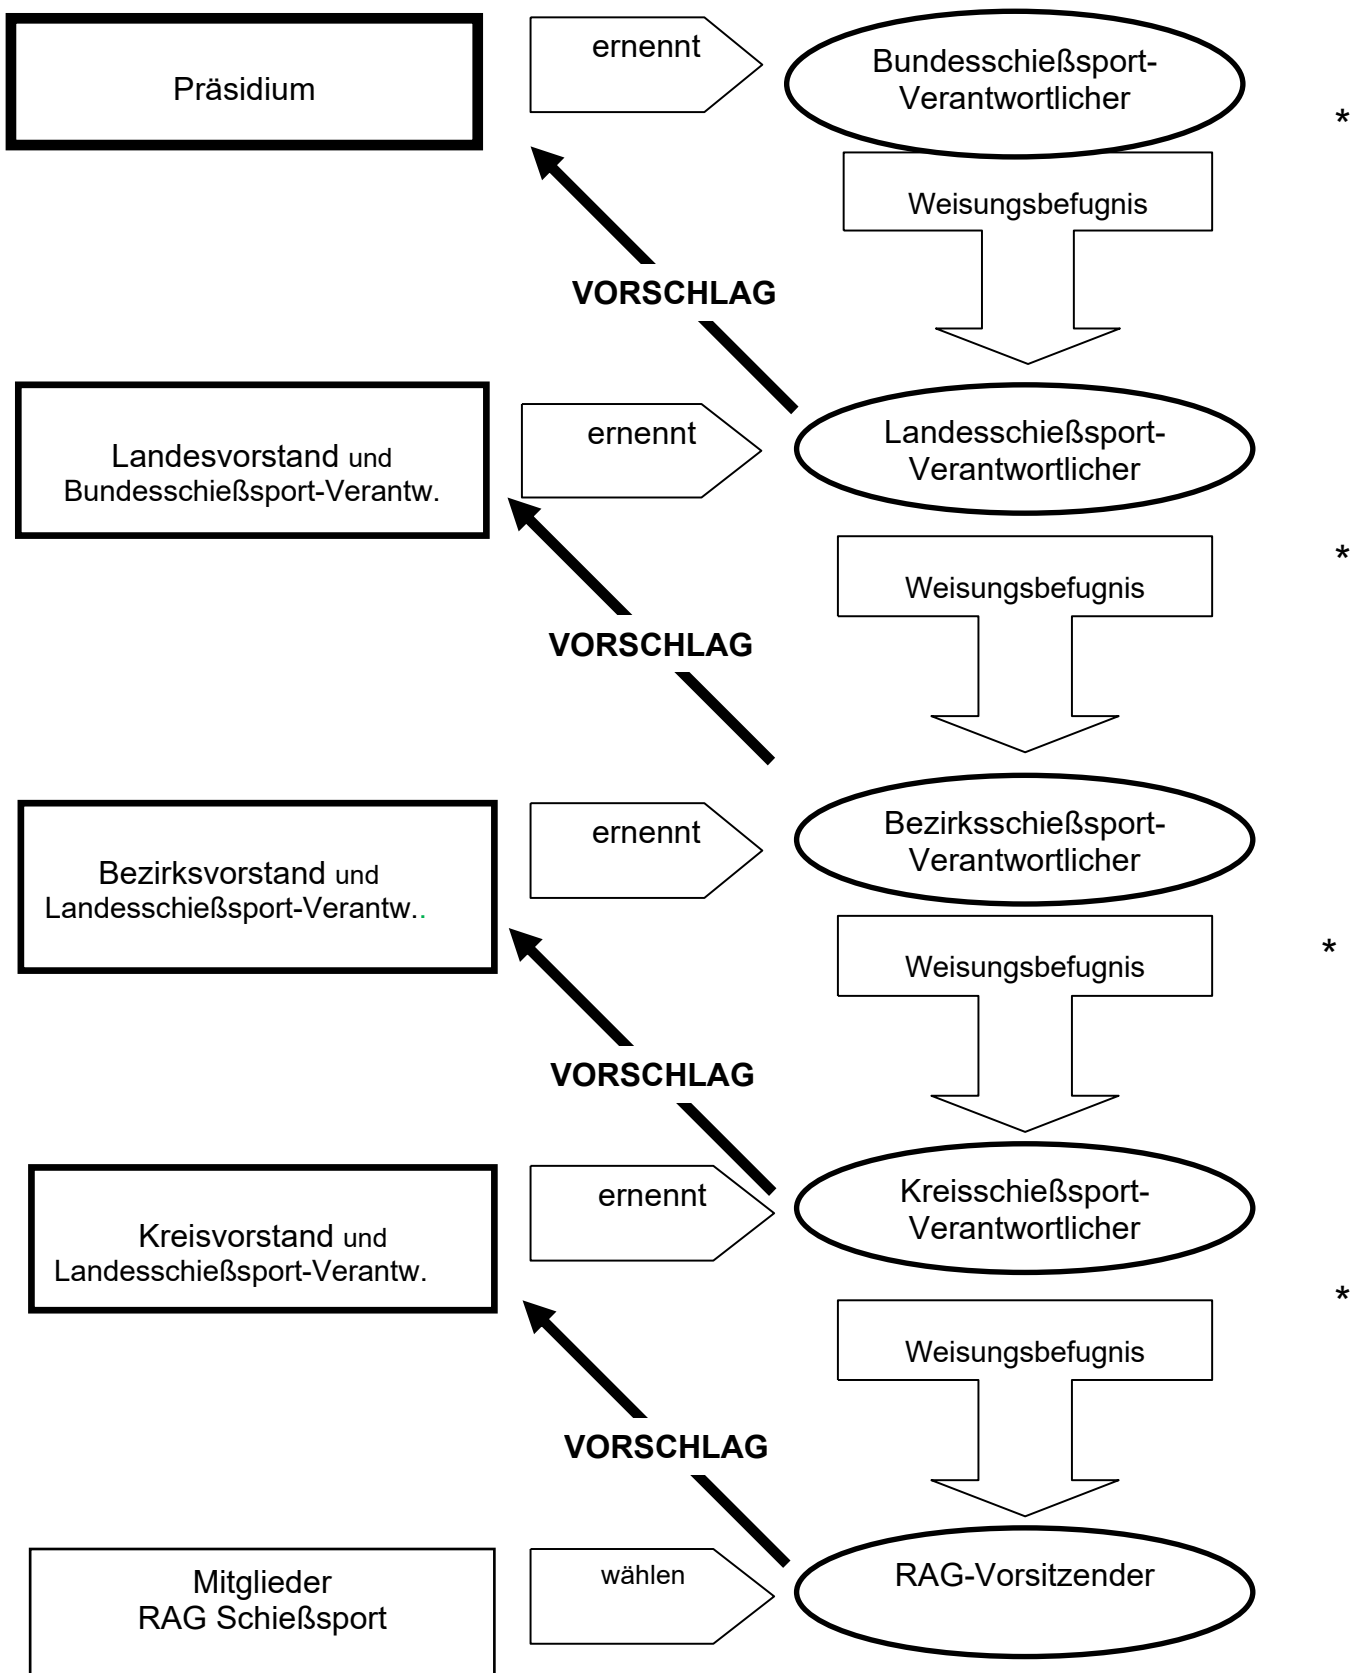 Präsidium
ernennt
Bundesschießsport-
Verantwortlicher
*
Weisungsbefugnis
VORSCHLAG
Landesvorstand und
Bundesschießsport-Verantw.
ernennt
Landesschießsport-
Verantwortlicher
*
Weisungsbefugnis
VORSCHLAG
Bezirksvorstand und
Landesschießsport-Verantw..
ernennt
Bezirksschießsport-
Verantwortlicher
*
Weisungsbefugnis
VORSCHLAG
Kreisvorstand und
Landesschießsport-Verantw.
ernennt
Kreisschießsport-
Verantwortlicher
*
Weisungsbefugnis
VORSCHLAG
Mitglieder
RAG Schießsport
wählen
RAG-Vorsitzender